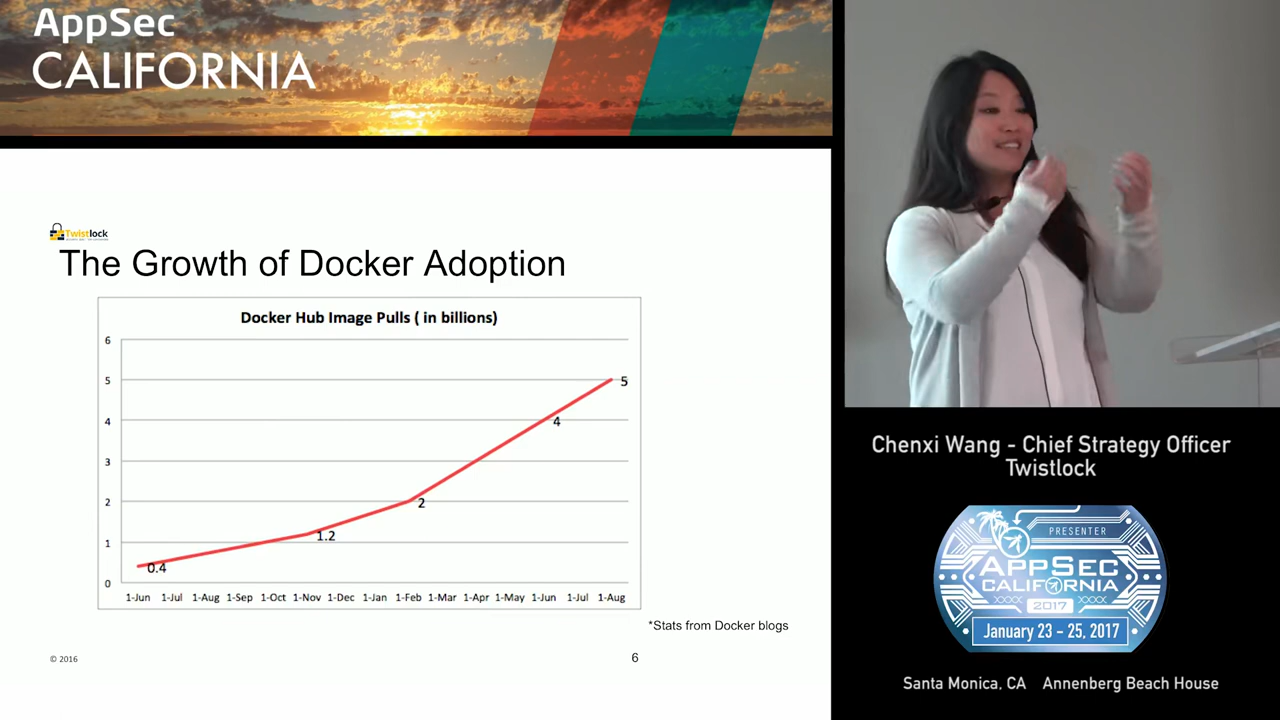 AppSec
CALIFORNIA
Twistlock
The Growth of Docker Adoption
Docker Hub Image Pulls ( in billions)
6
5
4
3
2
1
0
0.4
1.2
2
4
5
1-Jun 1-Jul 1-Aug 1-Sep 1-Oct 1-Nov 1-Dec 1-Jan 1-Feb 1-Mar 1-Apr 1-May 1-Jun 1-Jul 1-Aug
*Stats from Docker blogs
© 2016
6
Chenxi Wang - Chief Strategy Officer
Twistlock
PRESENTER
APPSEC
CALIFORNIA
2017
January 23 - 25, 2017
Santa Monica, CA Annenberg Beach House